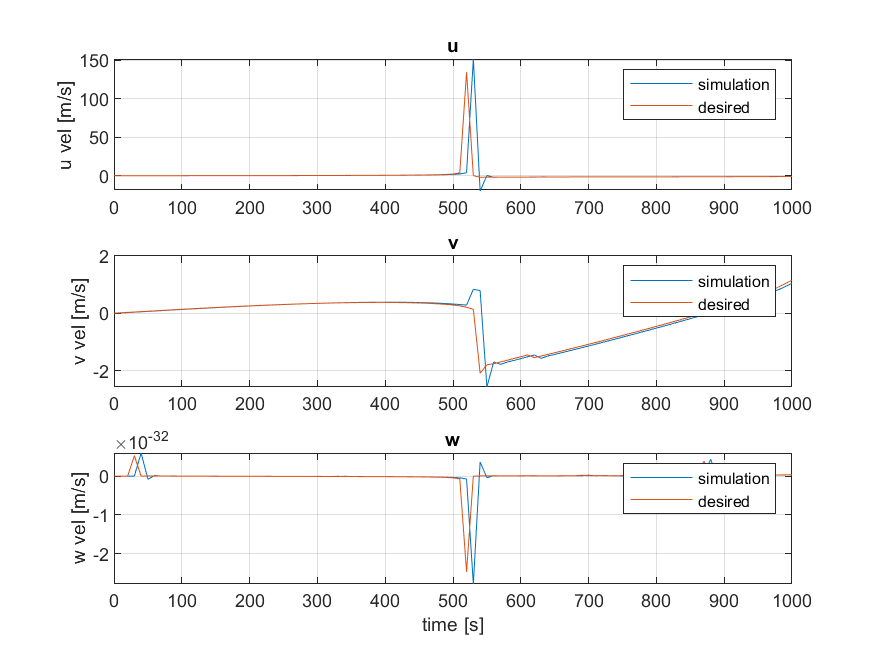 u
u vel [m/s]
150
100
50
0
simulation
desired
0 100 200 300 400 500 600 700 800 900 1000
v
v vel [m/s]
2
0
-2
simulation
desired
0 100 200 300 400 500 600 700 800 900 1000
w
×10-32
w vel [m/s]
0
-1
-2
simulation
desired
0 100 200 300 400 500 600 700 800 900 1000
time [s]